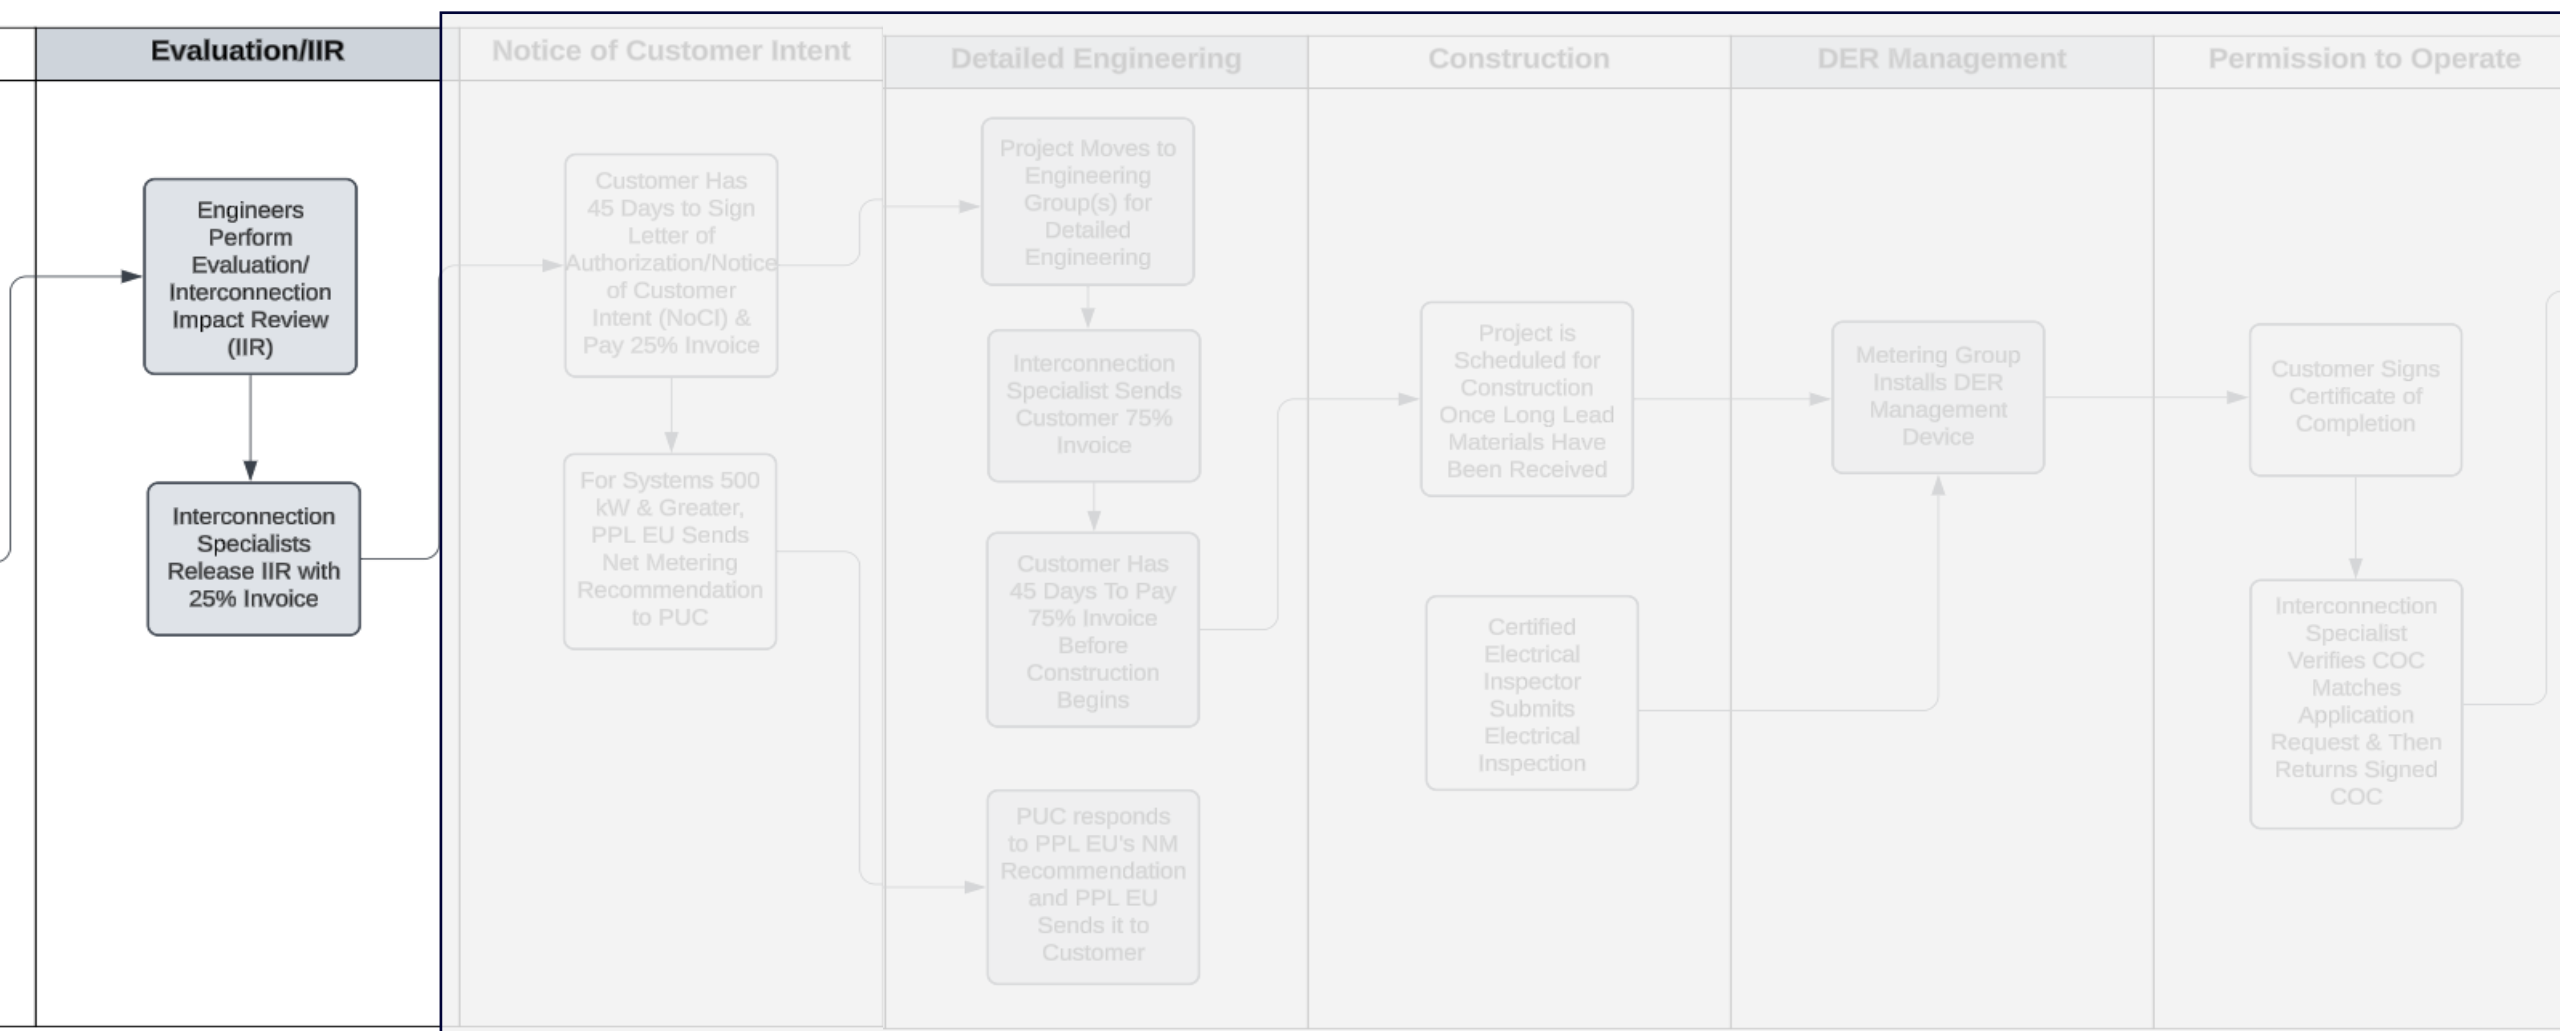 Evaluation/IIR
Notice of Customer Intent
Detailed Engineering
Construction
DER Management
Permission to Operate
Engineers
Perform
Evaluation/
Interconnection
Impact Review
(IIR)
Interconnection
Specialists
Release IIR with
25% Invoice
Customer Has
45 Days to Sign
Letter of
Authorization/Notice
of Customer
Intent (NoCI) &
Pay 25% Invoice
For Systems 500
kW & Greater,
PPL EU Sends
Net Metering
Recommendation
to PUC
Project Moves to
Engineering
Group(s) for
Detailed
Engineering
Interconnection
Specialist Sends
Customer 75%
Invoice
Customer Has
45 Days To Pay
75% Invoice
Before
Construction
Begins
PUC responds
to PPL EU's NM
Recommendation
and PPL EU
Sends it to
Customer
Project is
Scheduled for
Construction
Once Long Lead
Materials Have
Been Received
Certified
Electrical
Inspector
Submits
Electrical
Inspection
Metering Group
Installs DER
Management
Device
Customer Signs
Certificate of
Completion
Interconnection
Specialist
Verifies COC
Matches
Application
Request & Then
Returns Signed
COC